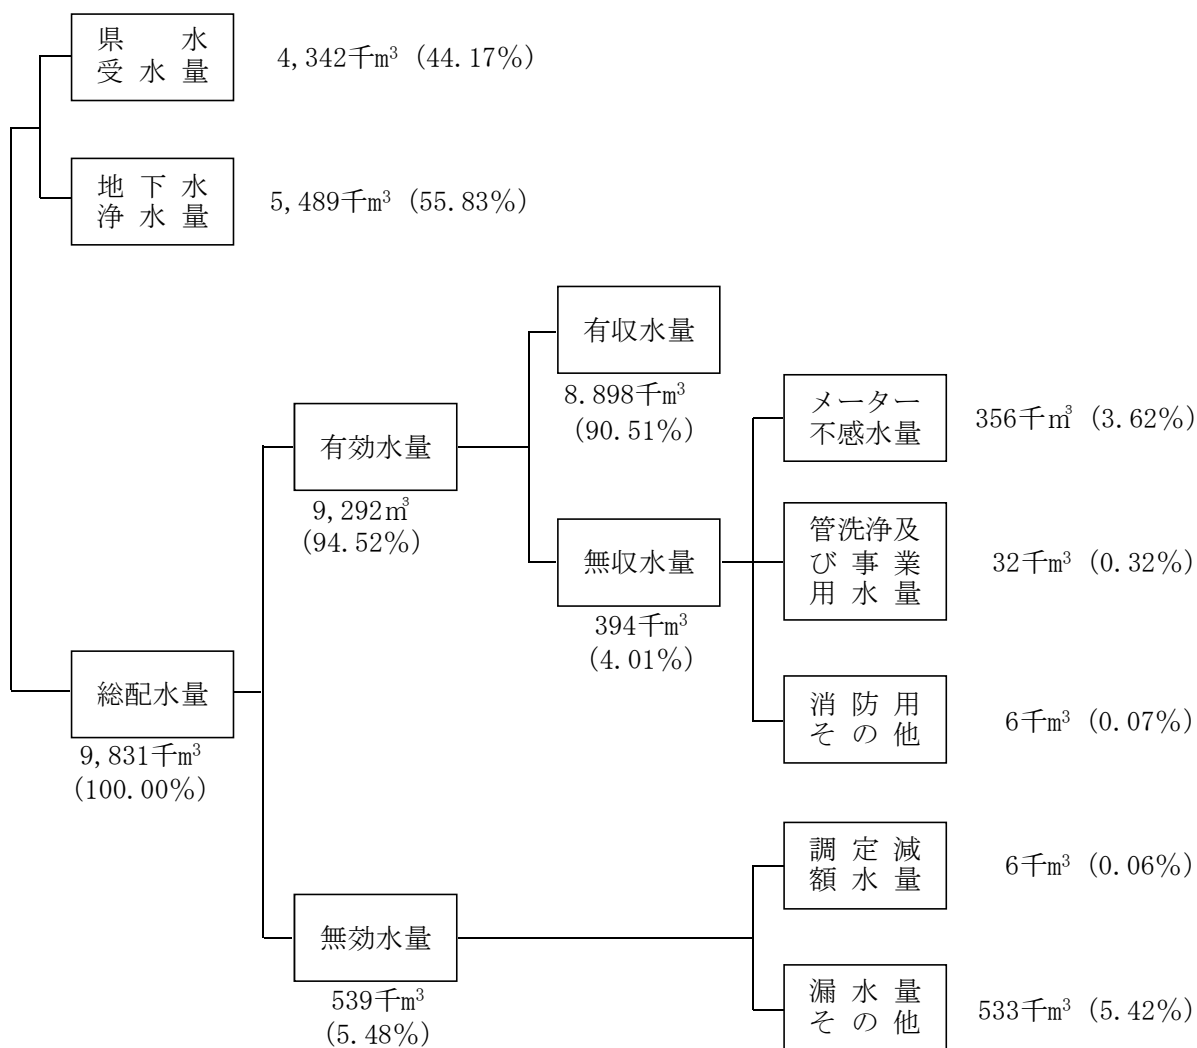 県 水
受 水 量
4,342千m³ (44.17%)
地 下 水
浄 水 量
5,489千m³ (55.83%)
有収水量
8.898千m³
(90.51%)
メーター
不感水量
356千㎥ (3.62%)
有効水量
9,292㎥
(94.52%)
管洗浄及
び 事 業
用 水 量
32千m³ (0.32%)
無収水量
394千m³
(4.01%)
総配水量
9,831千m³
(100.00%)
消 防 用
そ の 他
6千m³ (0.07%)
調 定 減
額 水 量
6千m³ (0.06%)
無効水量
539千m³
(5.48%)
漏 水 量
そ の 他
533千m³ (5.42%)